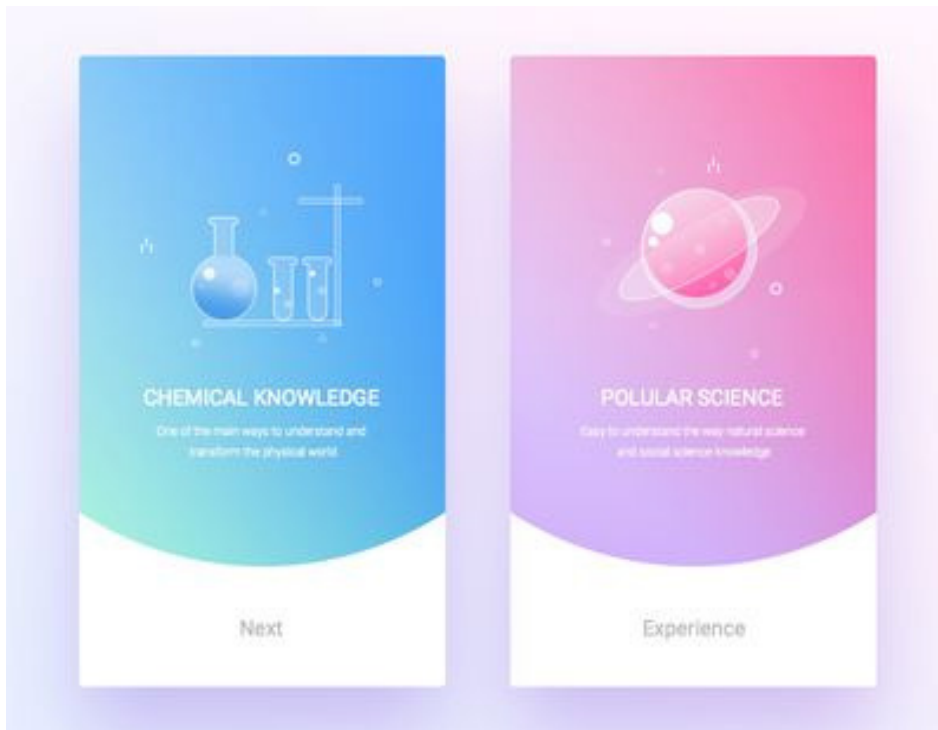 CHEMICAL KNOWLEDGE
One of the main ways to understand and
transform the physical world
Next
POLULAR SCIENCE
Easy to understand the way natural science
and social science knowledge
Experience